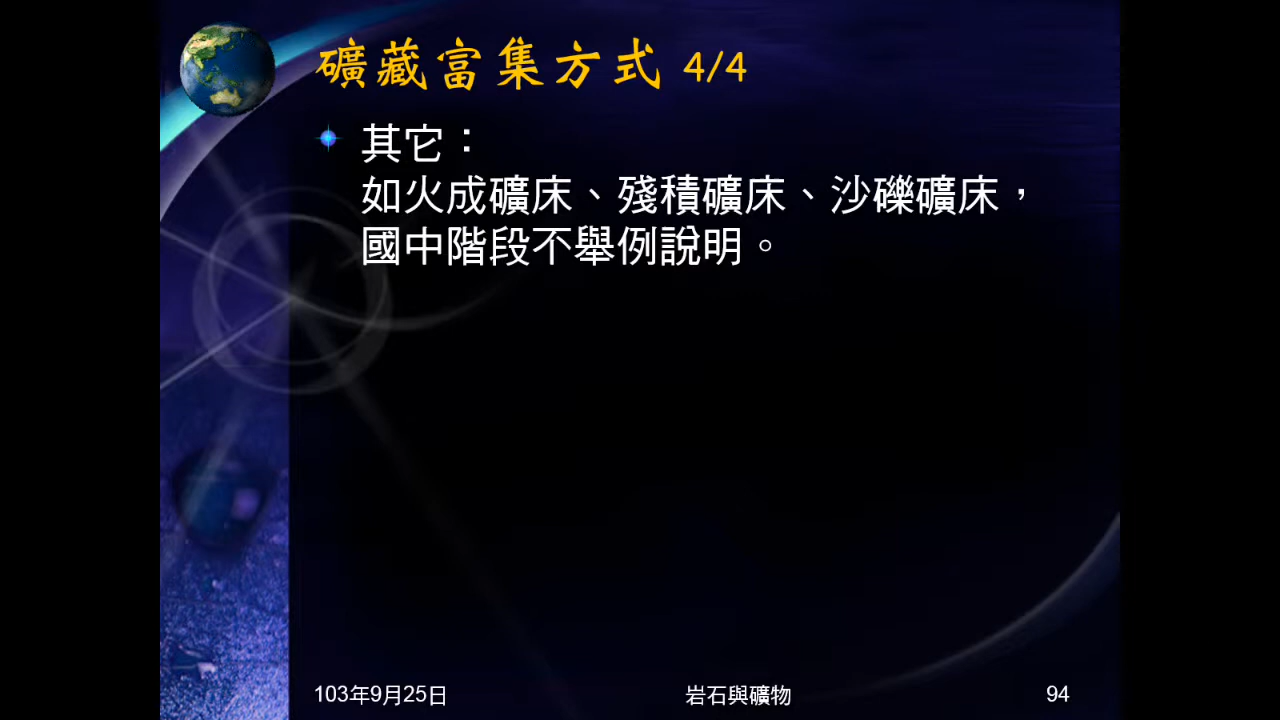 礦藏富集方式 4/4
其它：
如火成礦床、殘積礦床、沙礫礦床，
國中階段不舉例說明。
103年9月25日 岩石與礦物 94